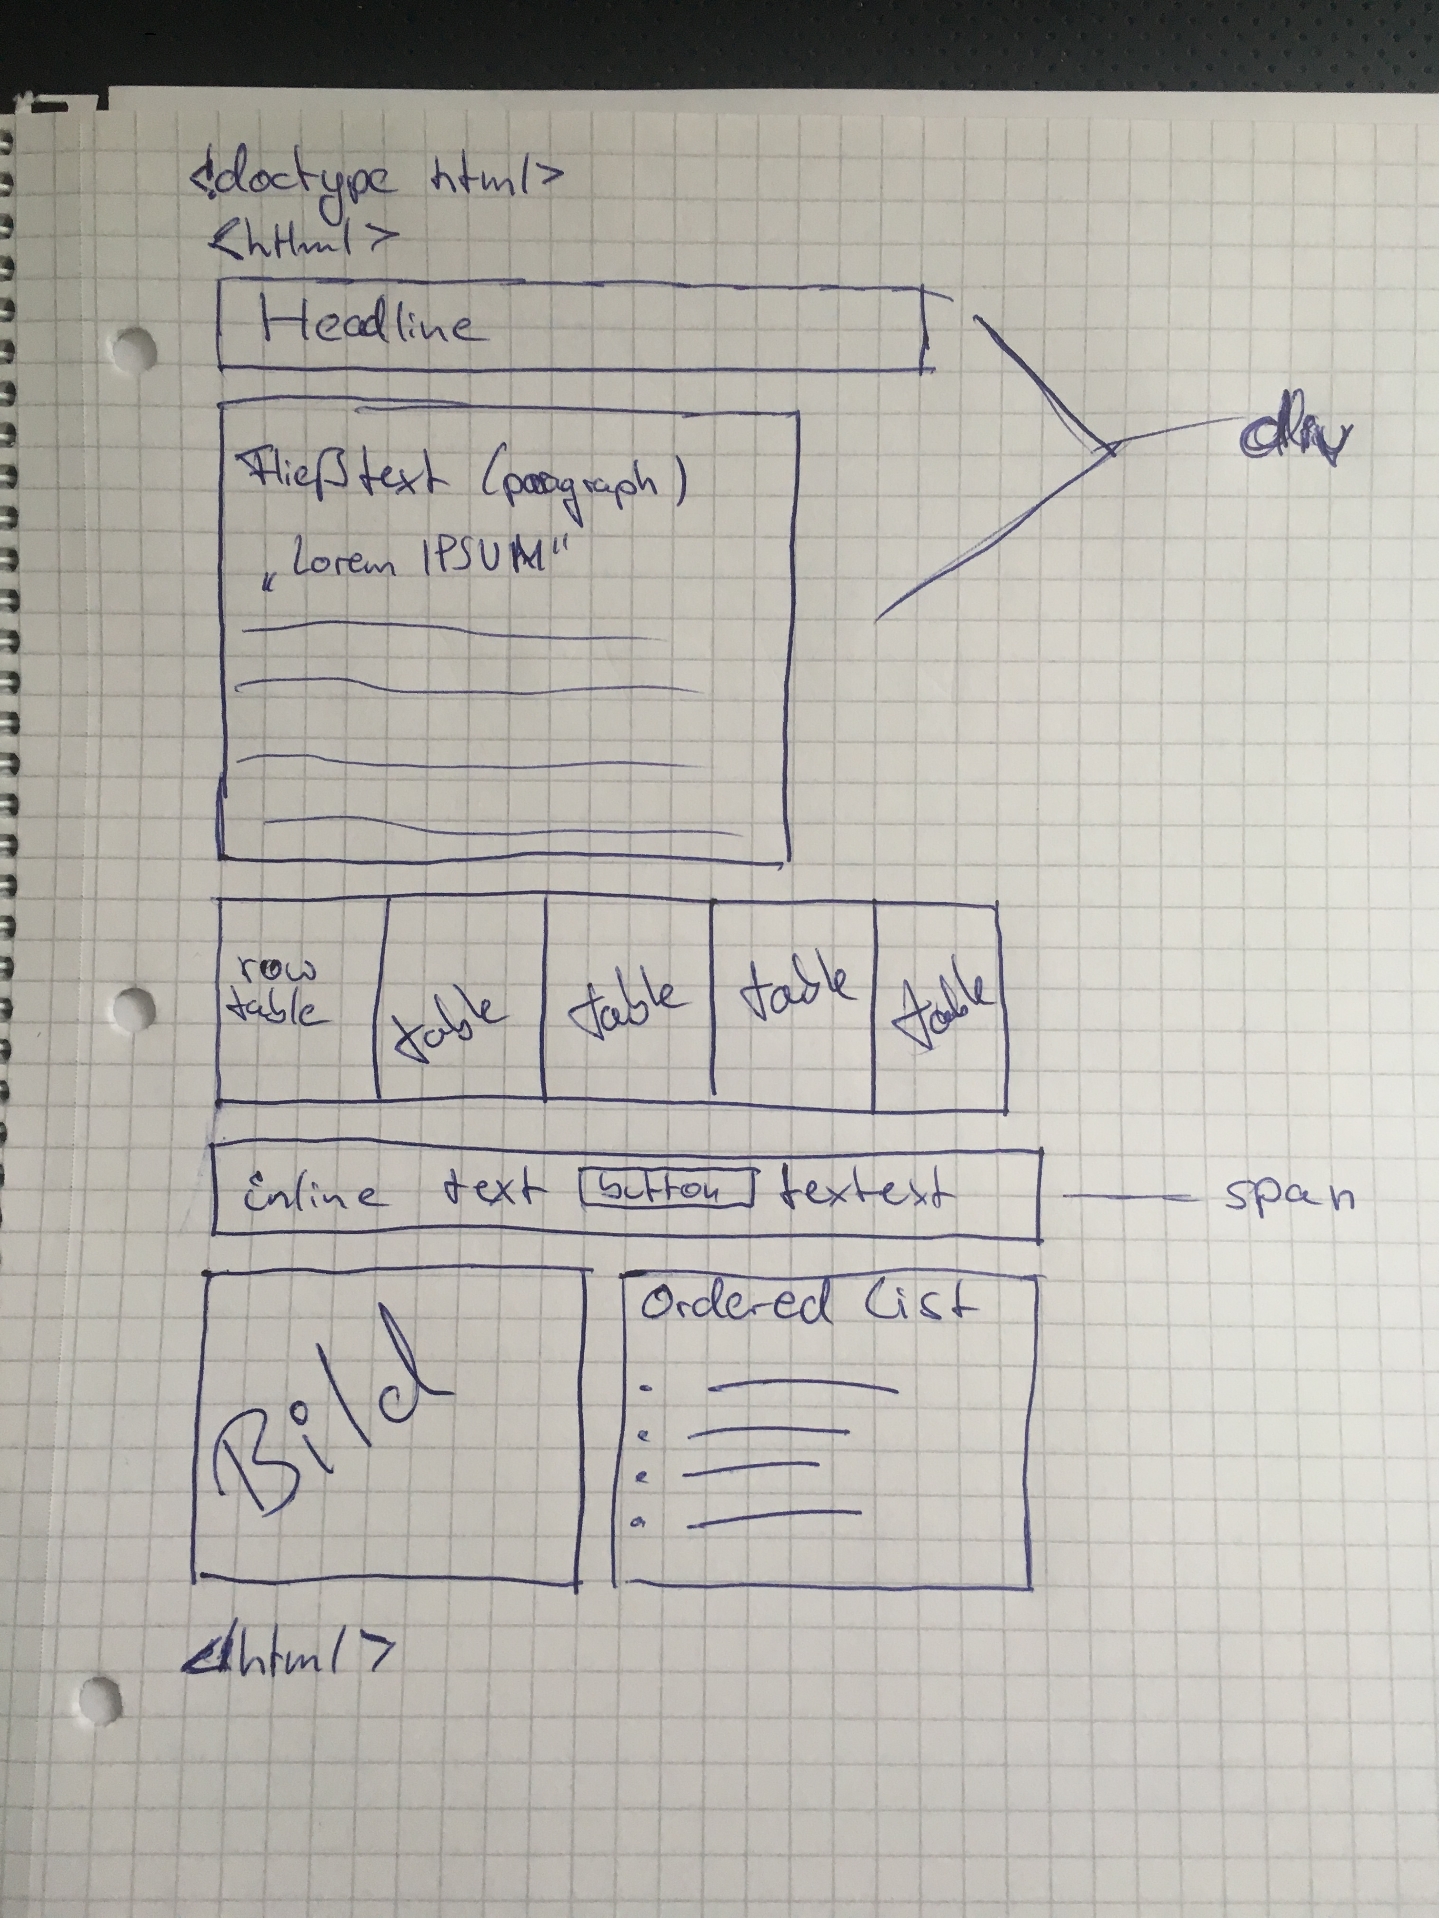 <!doctype html>
<html>
Headline
div
Fließtext (paragraph)
„Lorem IPSUM"
row
table
table
table
table
table
inline text button textext
span
Bild
Ordered List
</html>